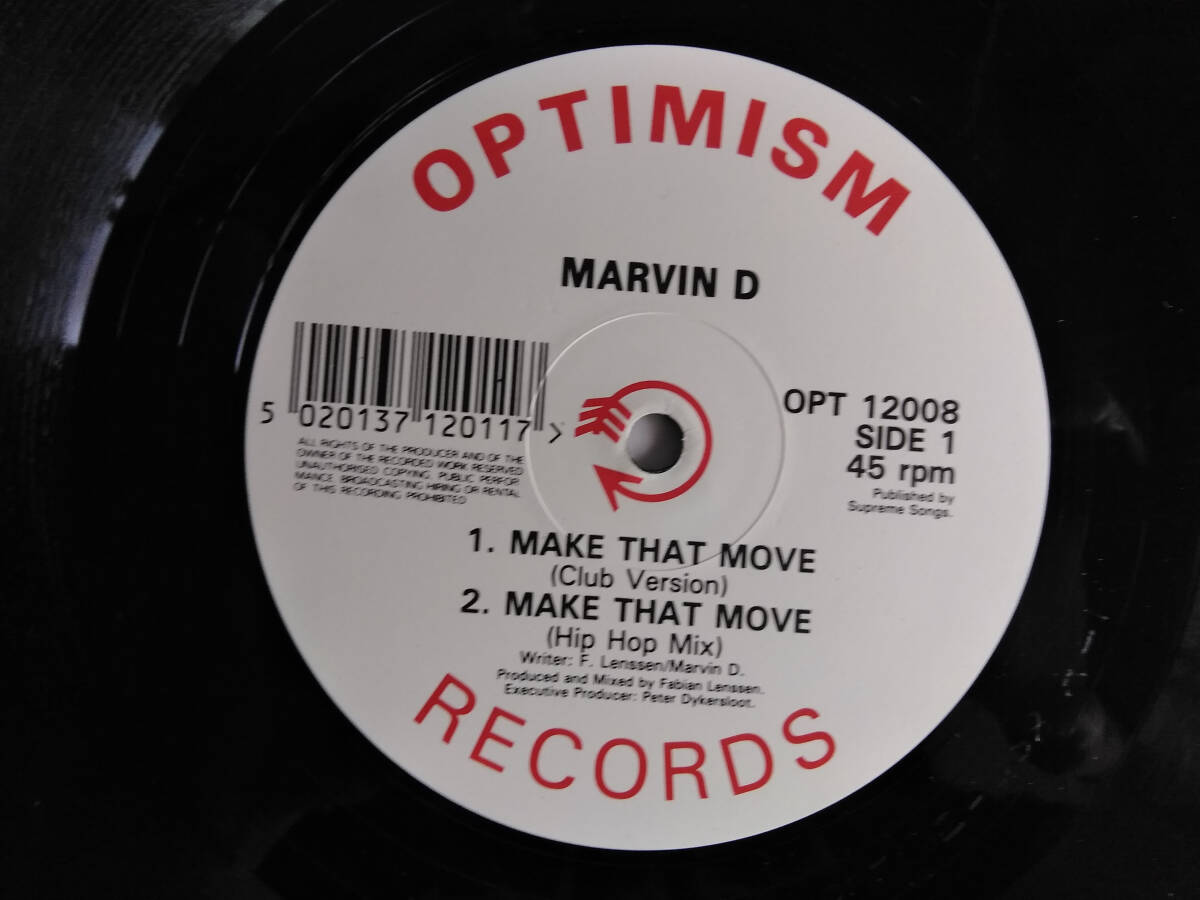 OPTIMISM
MARVIN D
5 020137 120117 >
ALL RIGHTS OF THE PRODUCER AND OF THE
OWNER OF THE RECORDED WORK RESERVED
UNAUTHORISED COPYING, PUBLIC PERFOR
MANCE, BROADCASTING HIRING OR RENTAL
OF THIS RECORDING PROHIBITED
OPT 12008
SIDE 1
45 rpm
Published by
Supreme Songs.
1. MAKE THAT MOVE
(Club Version)
2. MAKE THAT MOVE
(Hip Hop Mix)
Writer: F. Lenssen/Marvin D.
Produced and Mixed by Fabian Lenssen.
Executive Producer: Peter Dykersloot.
RECORDS